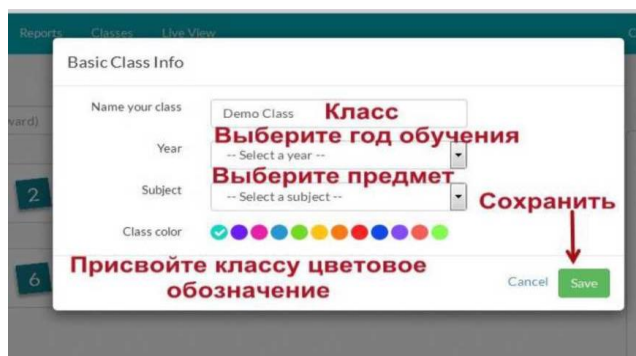 Reports Classes Live View
Basic Class Info
Name your class
Demo Class Класс
Выберите год обучения
Year -- Select a year --
Выберите предмет
Subject -- Select a subject --
Сохранить
Class color
Присвойте классу цветовое
обозначение
Cancel Save
2
6